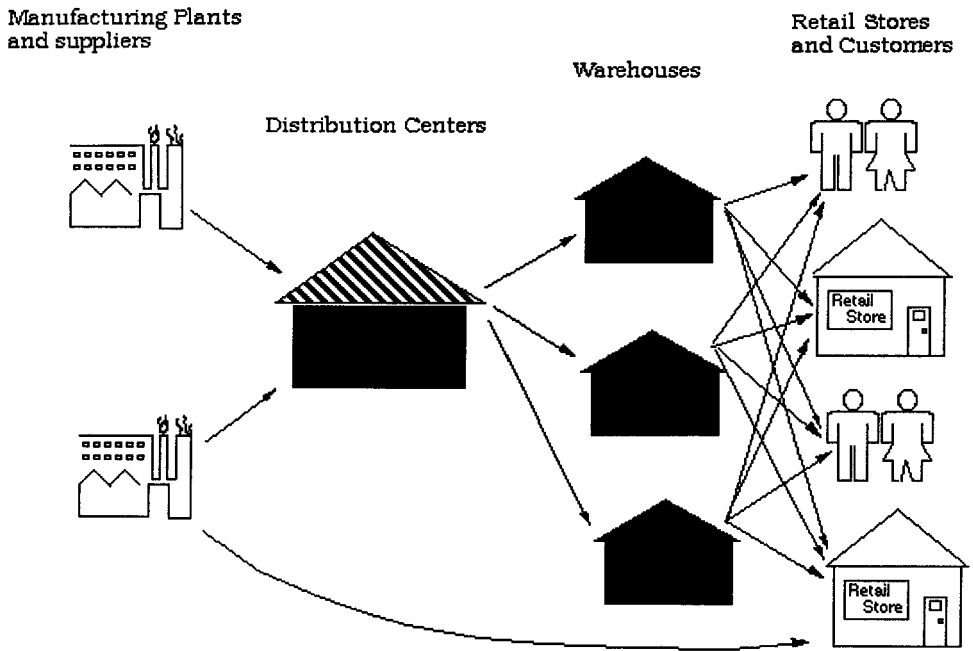 Manufacturing Plants
and suppliers
Distribution Centers
Warehouses
Retail Stores
and Customers
Retail
Store
Retail
Store